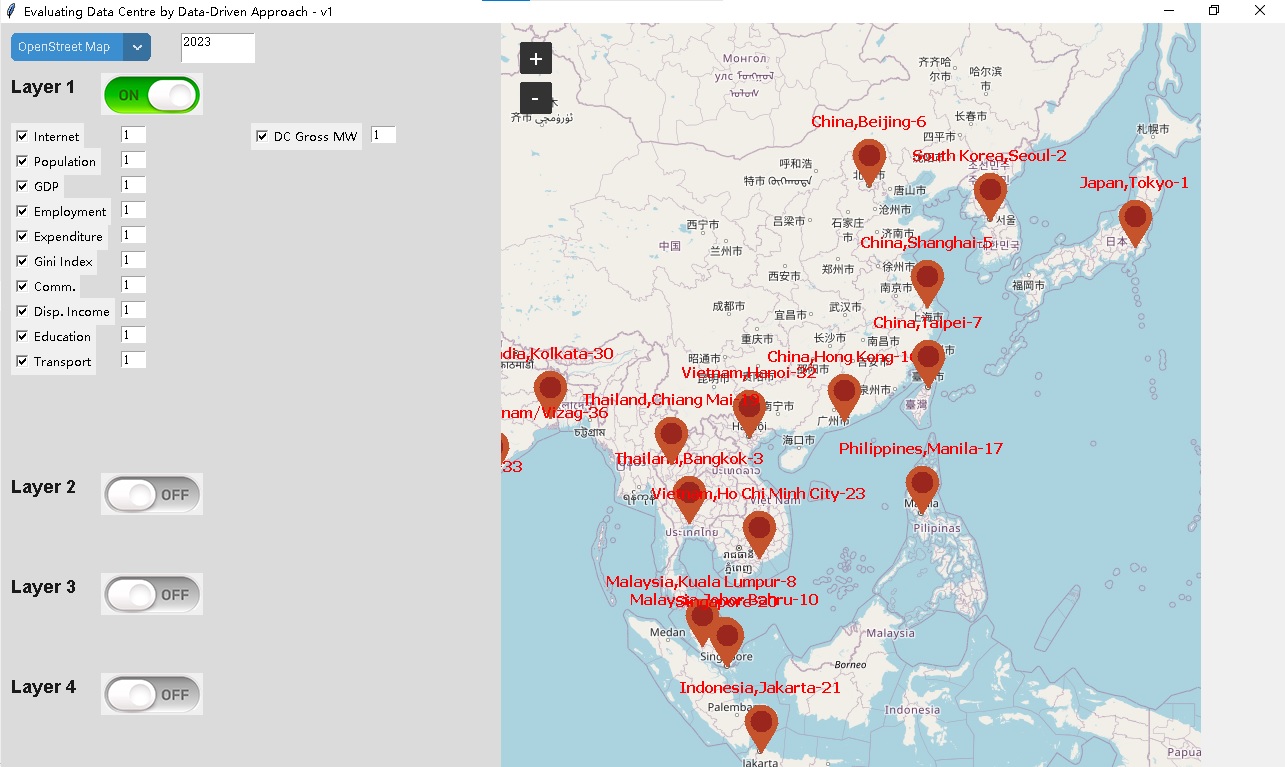 Evaluating Data Centre by Data-Driven Approach - v1
OpenStreet Map
2023
Layer 1
ON
Internet
1
DC Gross MW
1
Population
1
GDP
1
Employment
1
Expenditure
1
Gini Index
1
Comm.
1
Disp. Income
1
Education
1
Transport
1
Layer 2
OFF
Layer 3
OFF
Layer 4
OFF
+
-
Монгол
улс
齐齐哈
尔市
哈尔滨
市
长春市
四平市
札幌市
China,Beijing-6
呼和浩
特市
唐山市
South Korea,Seoul-2
조선민주
서울
Japan,Tokyo-1
日本
沧州市
西宁市
吕梁市
石家庄
市
济南市
中国
兰州市
China,Shanghai-5
대한민국
郑州市
徐州市
西安市
南京市
福岡市
上海市
成都市
宜昌市
武汉市
China,Taipei-7
重庆市
长沙市
南昌市
昭通市
China,Hong Kong-1
dia,Kolkata-30
Vietnam,Hanoi-32
昆明市
泉州市
臺灣
Thailand,Chiang Mai-1
南宁市
广州市
nam/Vizag-36
海口市
33
Thailand,Bangkok-3
Philippines,Manila-17
Vietnam,Ho Chi Minh City-23
Việt Nam
ประเทศไทย
Pilipinas
Malaysia,Kuala Lumpur-8
Malaysia,Johor Bahru-10
Singapore-20
Medan
Malaysia
Singapore
Borneo
Indonesia,Jakarta-21
Palemba
Indonesia
Jakarta
Papua